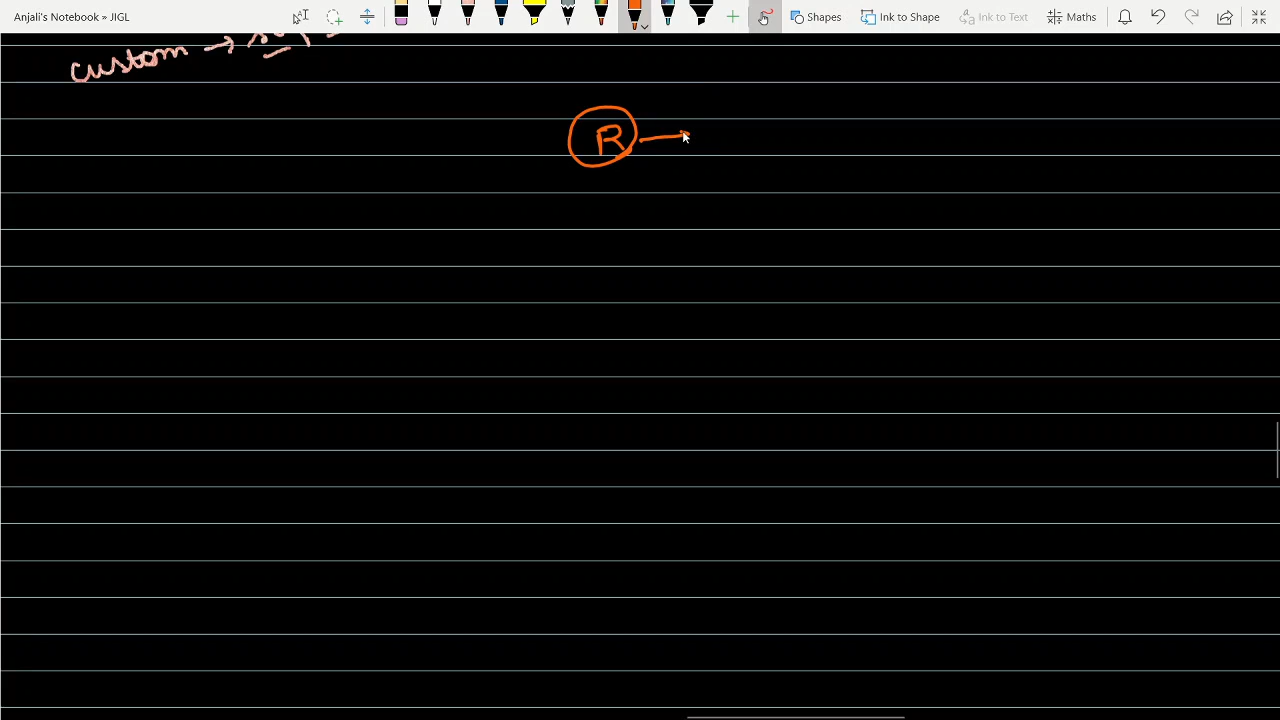 Anjali's Notebook » JIGL
Shapes
Ink to Shape
Ink to Text
Maths
custom →
R